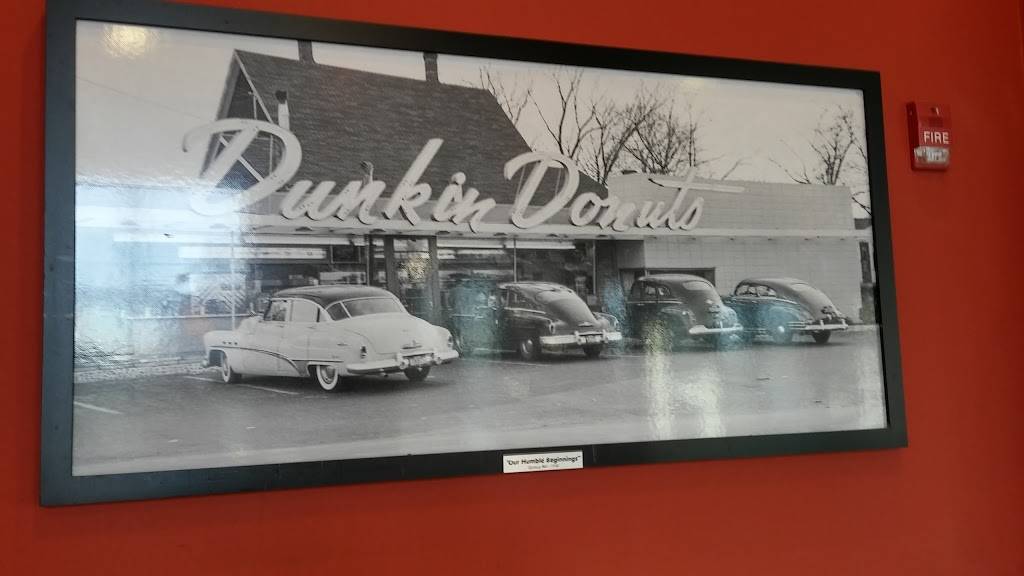 Dunkin Donuts
FIRE
"Our Humble Beginnings"